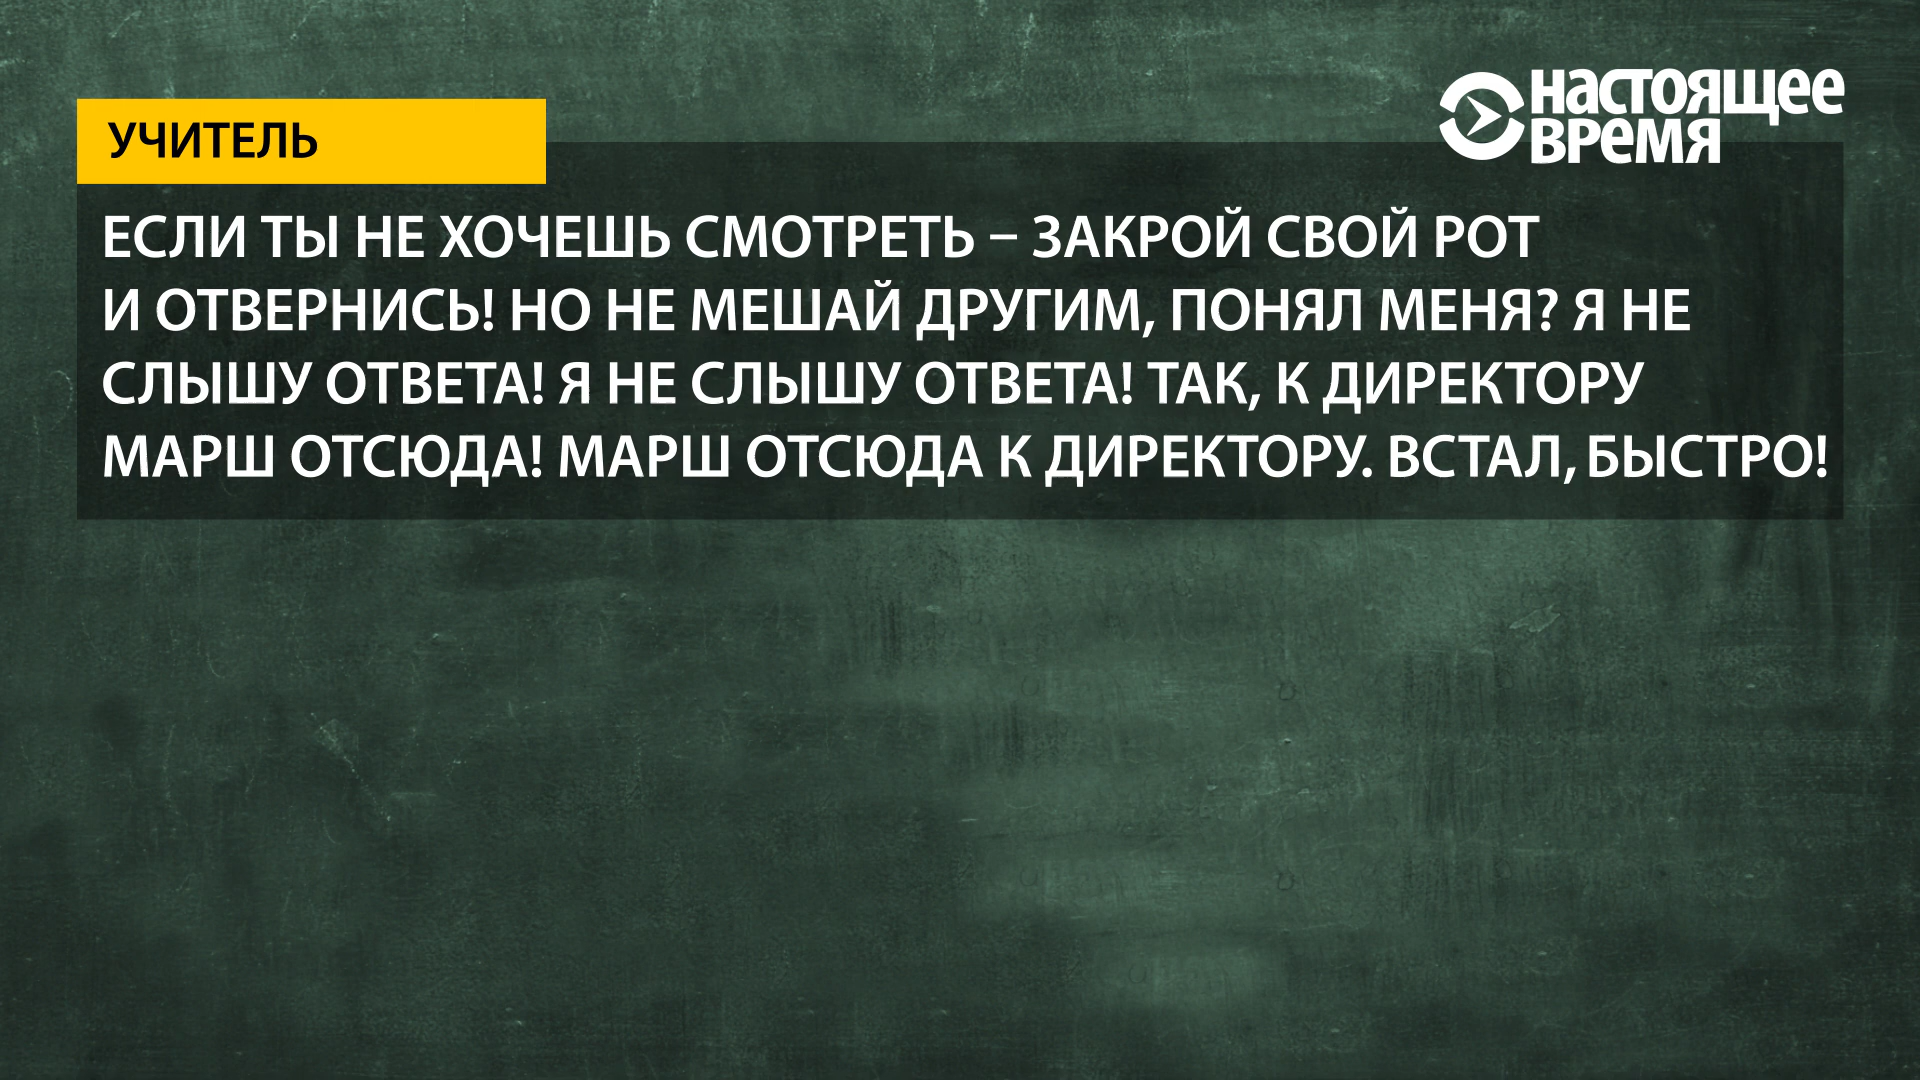 НАСТОЯЩЕЕ
ВРЕМЯ
УЧИТЕЛЬ
ЕСЛИ ТЫ НЕ ХОЧЕШЬ СМОТРЕТЬ – ЗАКРОЙ СВОЙ РОТ
И ОТВЕРНИСЬ! НО НЕ МЕШАЙ ДРУГИМ, ПОНЯЛ МЕНЯ? Я НЕ
СЛЫШУ ОТВЕТА! Я НЕ СЛЫШУ ОТВЕТА! ТАК, К ДИРЕКТОРУ
МАРШ ОТСЮДА! МАРШ ОТСЮДА К ДИРЕКТОРУ. ВСТАЛ, БЫСТРО!